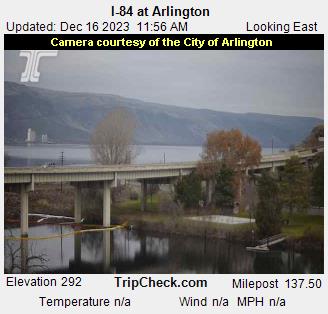 I-84 at Arlington
Updated: Dec 16 2023 11:56 AM Looking East
Camera courtesy of the City of Arlington
Elevation 292 TripCheck.com Milepost 137.50
Temperature n/a Wind n/a MPH n/a